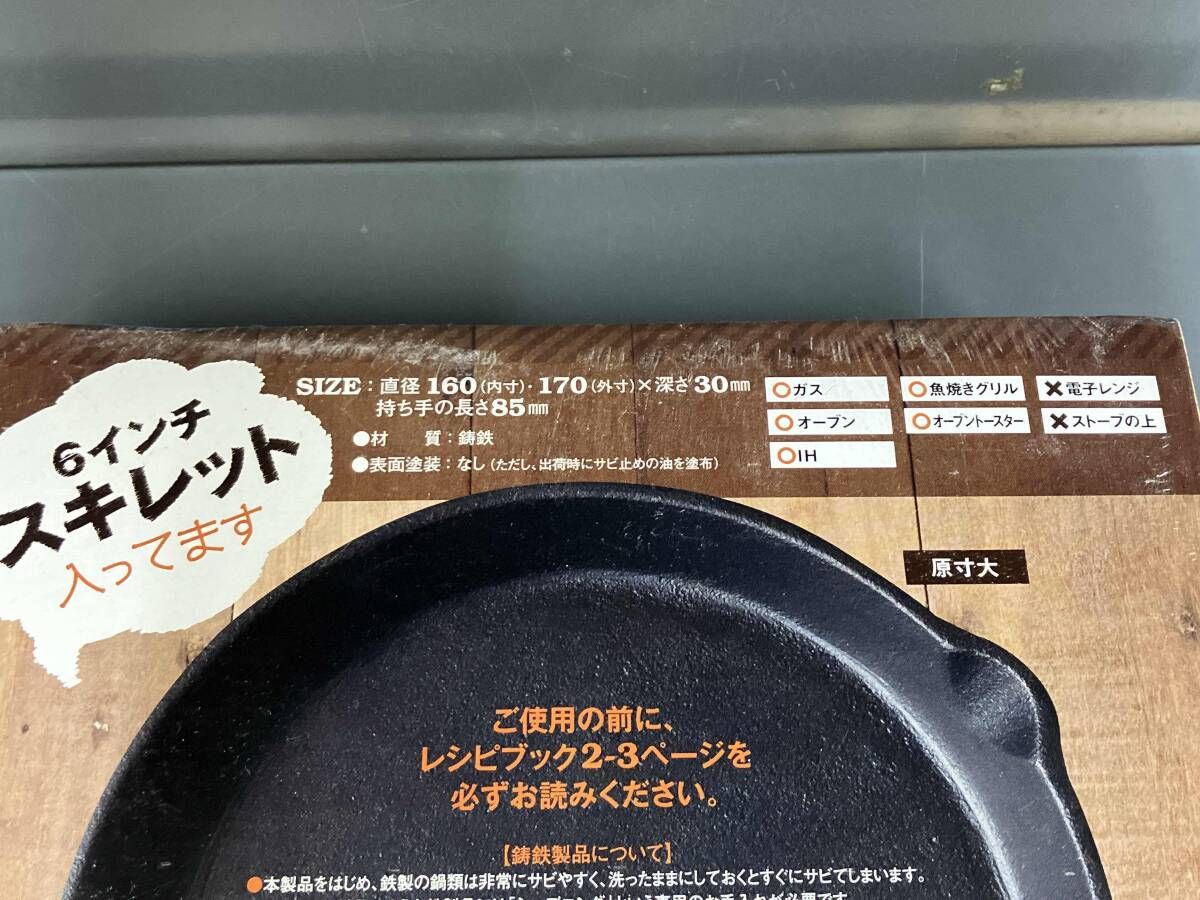 6インチ
スキレット
入ってます
SIZE：直径160（内寸）・170（外寸）×深さ30mm
持ち手の長さ85mm
●材　質：鋳鉄
●表面塗装：なし（ただし、出荷時にサビ止めの油を塗布）
○ガス ○魚焼きグリル ×電子レンジ
○オーブン ○オーブントースター ×ストーブの上
○IH
原寸大
ご使用の前に、
レシピブック2-3ページを
必ずお読みください。
【鋳鉄製品について】
●本製品をはじめ、鉄製の鍋類は非常にサビやすく、洗ったままにしておくとすぐにサビてしまいます。